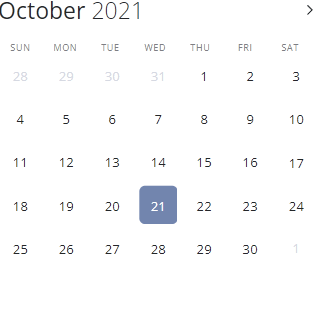 October 2021
SUN MON TUE WED THU FRI SAT
28 29 30 31 1 2 3
4 5 6 7 8 9 10
11 12 13 14 15 16 17
18 19 20 21 22 23 24
25 26 27 28 29 30 1